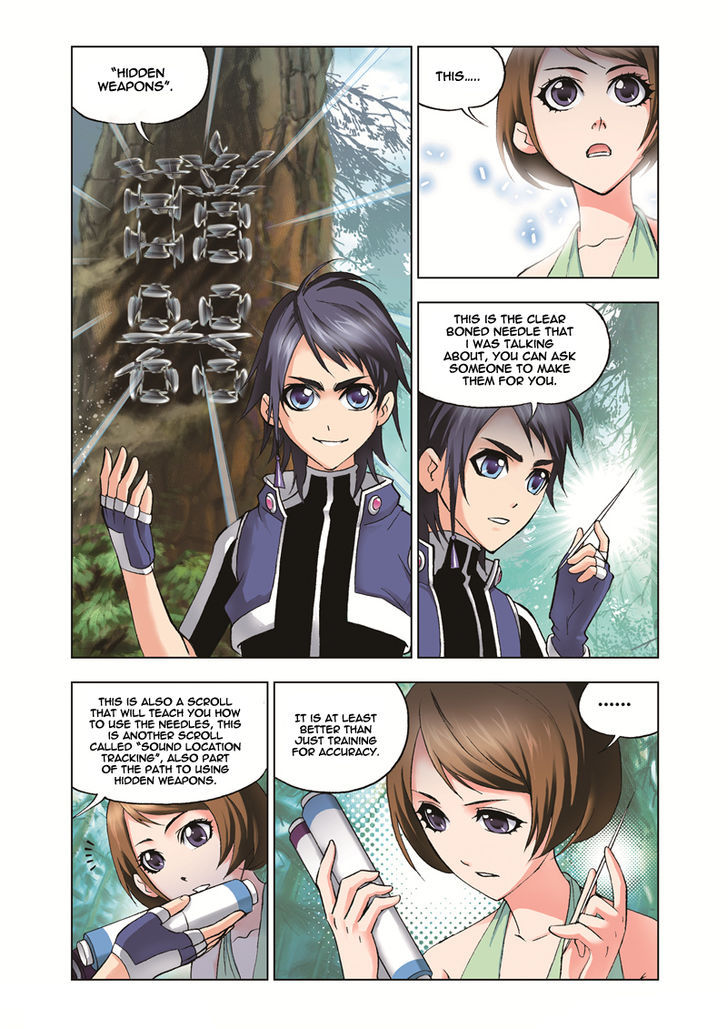 "HIDDEN
WEAPONS".
THIS.....
THIS IS THE CLEAR
BONED NEEDLE THAT
I WAS TALKING
ABOUT, YOU CAN ASK
SOMEONE TO MAKE
THEM FOR YOU.
THIS IS ALSO A SCROLL
THAT WILL TEACH YOU HOW
TO USE THE NEEDLES, THIS
IS ANOTHER SCROLL
CALLED "SOUND LOCATION
TRACKING", ALSO PART
OF THE PATH TO USING
HIDDEN WEAPONS.
IT IS AT LEAST
BETTER THAN
JUST TRAINING
FOR ACCURACY.
......